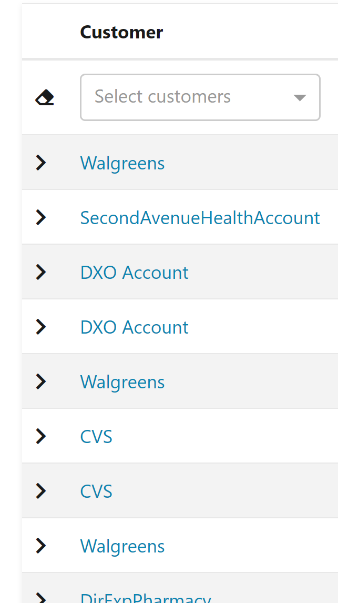 Customer
Select customers
Walgreens
SecondAvenueHealthAccount
DXO Account
DXO Account
Walgreens
CVS
CVS
Walgreens
DirExpPharmacy